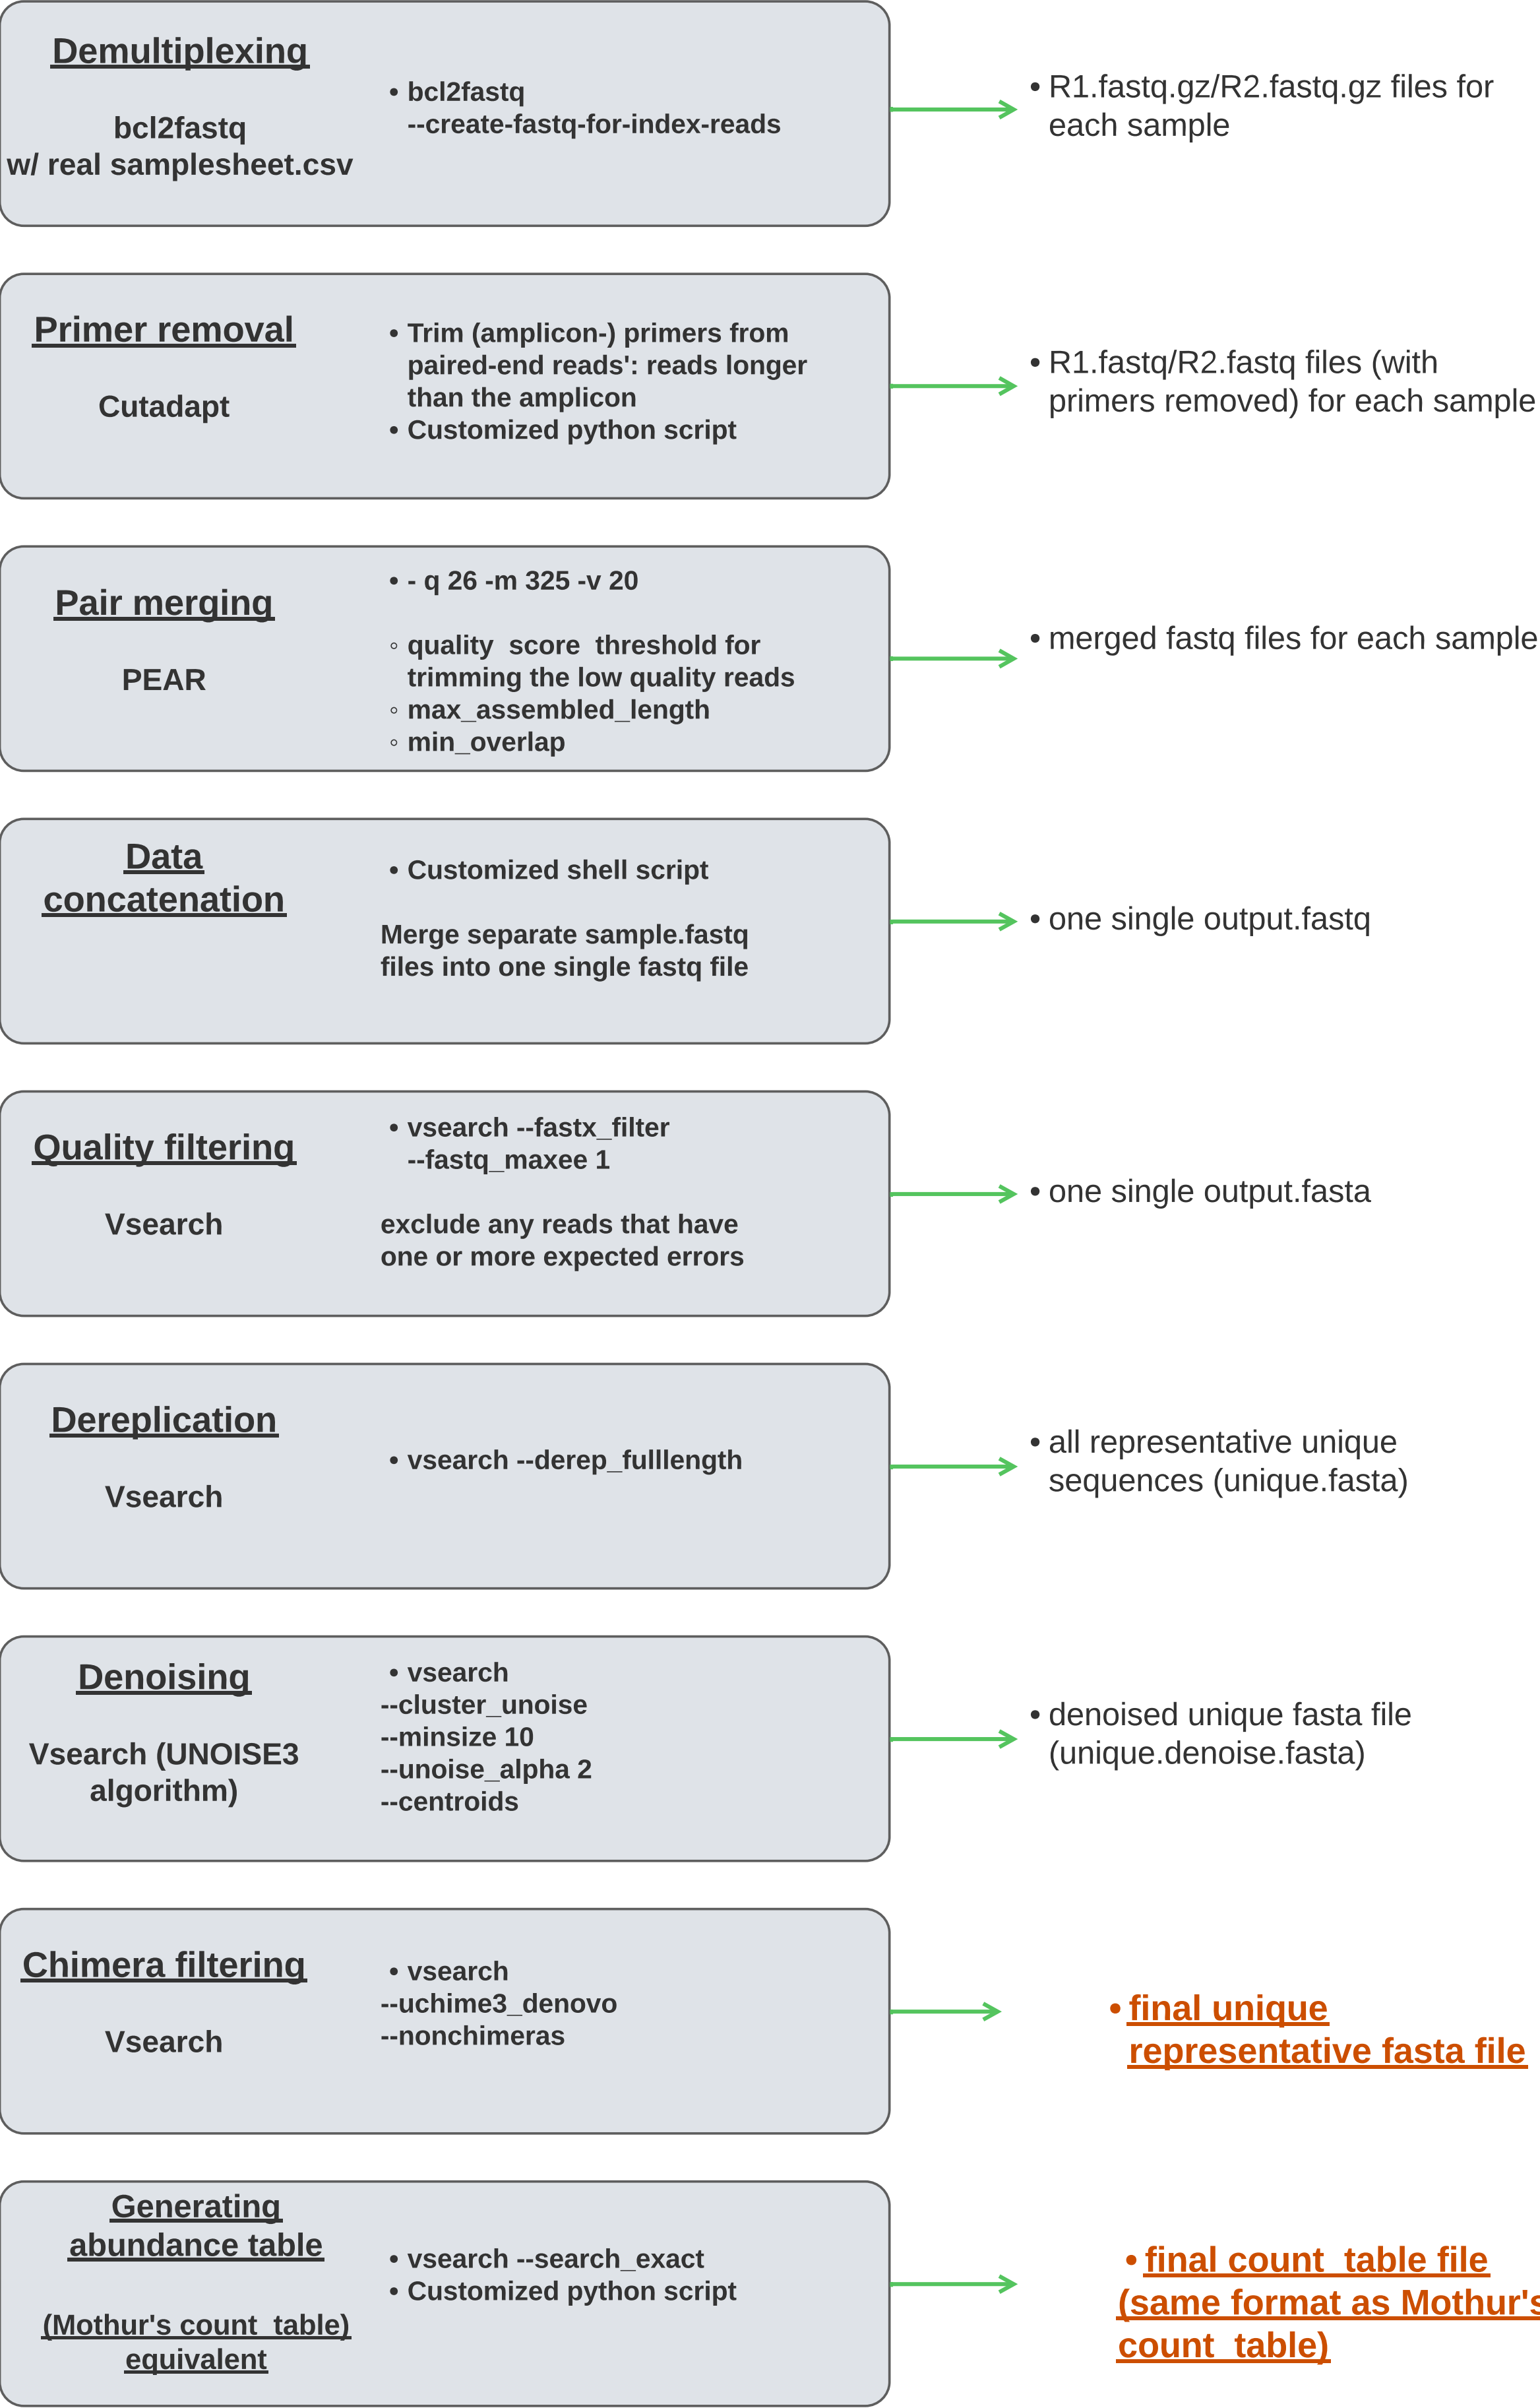 Demultiplexing
bcl2fastq
w/ real samplesheet.csv
• bcl2fastq
--create-fastq-for-index-reads
• R1.fastq.gz/R2.fastq.gz files for
each sample
Primer removal
Cutadapt
• Trim (amplicon-) primers from
paired-end reads': reads longer
than the amplicon
• Customized python script
• R1.fastq/R2.fastq files (with
primers removed) for each sample
Pair merging
PEAR
• - q 26 -m 325 -v 20
◦ quality  score  threshold for
trimming the low quality reads
◦ max_assembled_length
◦ min_overlap
• merged fastq files for each sample
Data
concatenation
• Customized shell script
Merge separate sample.fastq
files into one single fastq file
• one single output.fastq
Quality filtering
Vsearch
• vsearch --fastx_filter
--fastq_maxee 1
exclude any reads that have
one or more expected errors
• one single output.fasta
Dereplication
Vsearch
• vsearch --derep_fulllength
• all representative unique
sequences (unique.fasta)
Denoising
Vsearch (UNOISE3
algorithm)
• vsearch
--cluster_unoise
--minsize 10
--unoise_alpha 2
--centroids
• denoised unique fasta file
(unique.denoise.fasta)
Chimera filtering
Vsearch
• vsearch
--uchime3_denovo
--nonchimeras
• final unique
representative fasta file
Generating
abundance table
(Mothur's count_table)
equivalent
• vsearch --search_exact
• Customized python script
• final count_table file
(same format as Mothur's
count_table)